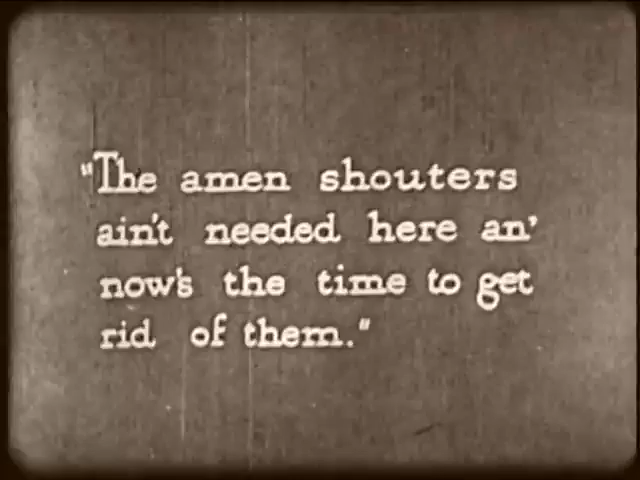 "The amen shouters
ain't needed here an'
now's the time to get
rid of them."